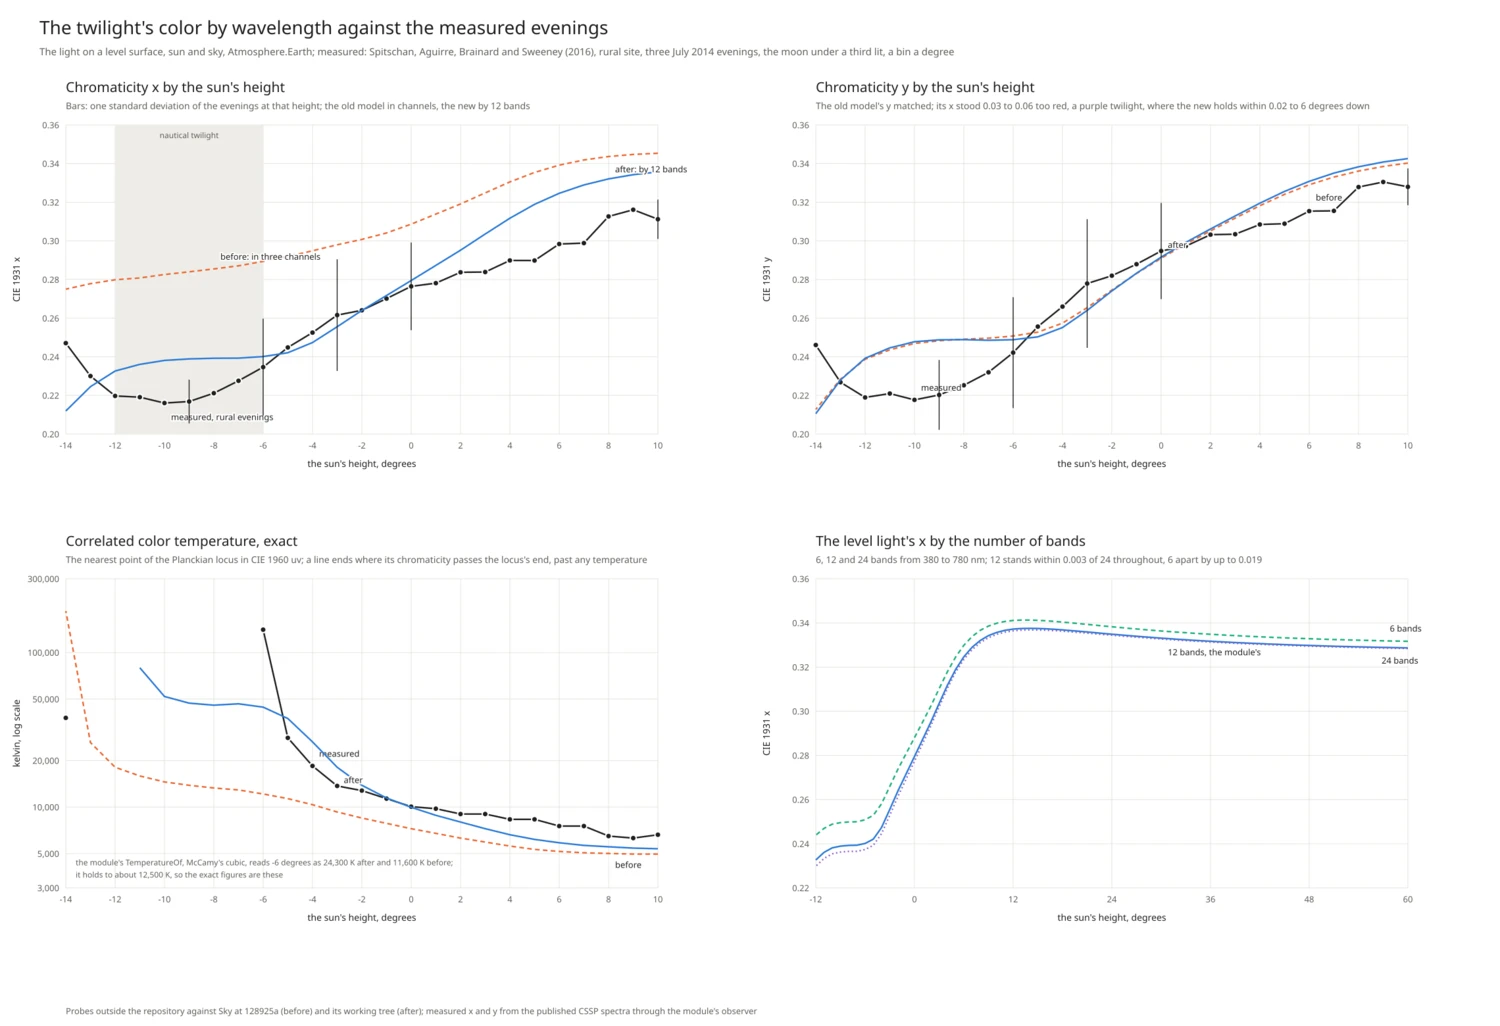 The twilight's color by wavelength against the measured evenings
The light on a level surface, sun and sky, Atmosphere.Earth; measured: Spitschan, Aguirre, Brainard and Sweeney (2016), rural site, three July 2014 evenings, the moon under a third lit, a bin a degree
Chromaticity x by the sun's height
Bars: one standard deviation of the evenings at that height; the old model in channels, the new by 12 bands
0.36
0.34
0.32
0.30
0.28
0.26
0.24
0.22
0.20
CIE 1931 x
nautical twilight
after: by 12 bands
before: in three channels
measured, rural evenings
-14
-12
-10
-8
-6
-4
-2
0
2
4
6
8
10
the sun's height, degrees
Chromaticity y by the sun's height
The old model's y matched; its x stood 0.03 to 0.06 too red, a purple twilight, where the new holds within 0.02 to 6 degrees down
0.36
0.34
0.32
0.30
0.28
0.26
0.24
0.22
0.20
CIE 1931 y
before
after
measured
-14
-12
-10
-8
-6
-4
-2
0
2
4
6
8
10
the sun's height, degrees
Correlated color temperature, exact
The nearest point of the Planckian locus in CIE 1960 uv; a line ends where its chromaticity passes the locus's end, past any temperature
300,000
100,000
50,000
20,000
10,000
5,000
3,000
kelvin, log scale
measured
after
before
the module's TemperatureOf, McCamy's cubic, reads -6 degrees as 24,300 K after and 11,600 K before;
it holds to about 12,500 K, so the exact figures are these
-14
-12
-10
-8
-6
-4
-2
0
2
4
6
8
10
the sun's height, degrees
The level light's x by the number of bands
6, 12 and 24 bands from 380 to 780 nm; 12 stands within 0.003 of 24 throughout, 6 apart by up to 0.019
0.36
0.34
0.32
0.30
0.28
0.26
0.24
0.22
CIE 1931 x
6 bands
12 bands, the module's
24 bands
-12
0
12
24
36
48
60
the sun's height, degrees
Probes outside the repository against Sky at 128925a (before) and its working tree (after); measured x and y from the published CSSP spectra through the module's observer